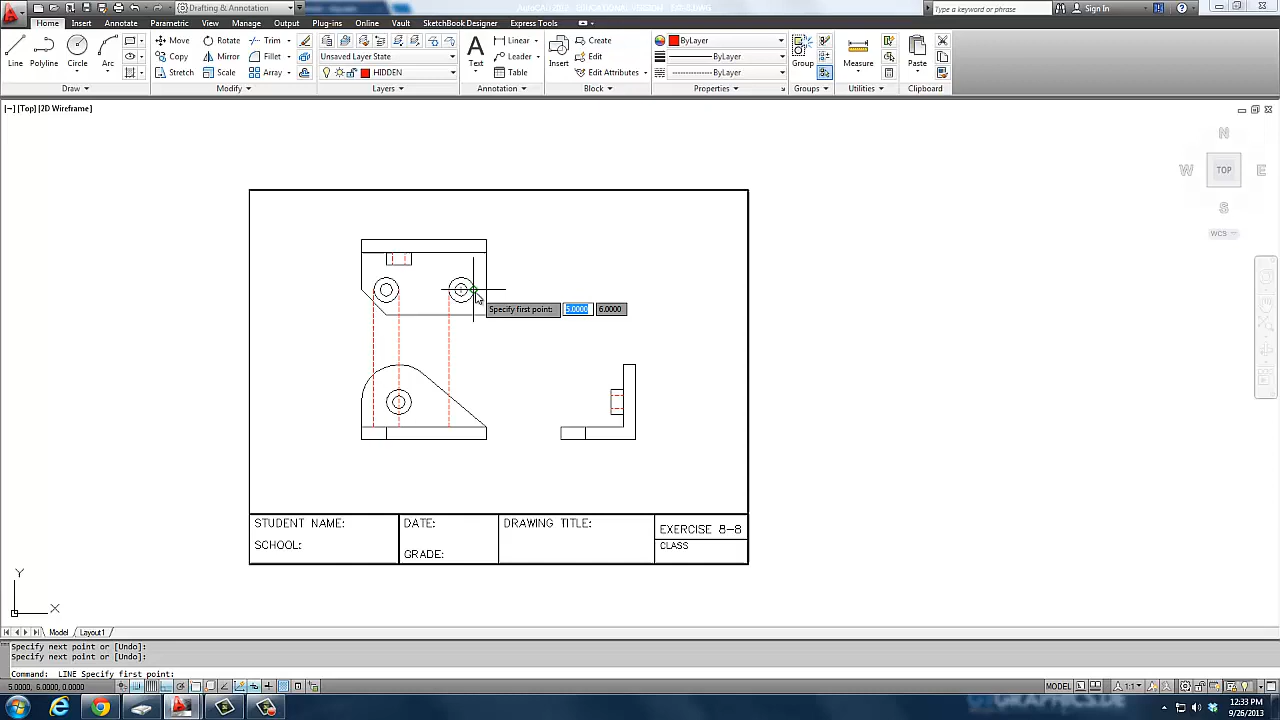 Drafting & Annotation
Type a keyword or phrase
Sign In
Home Insert Annotate Parametric View Manage Output Plug-ins Online Vault SketchBook Designer Express Tools
Line
Polyline
Circle
Arc
Move
Copy
Stretch
Rotate
Mirror
Scale
Trim
Fillet
Array
Unsaved Layer State
HIDDEN
Text
Linear
Leader
Table
Insert
Create
Edit
Edit Attributes
ByLayer
ByLayer
ByLayer
Group
Measure
Paste
Draw
Modify
Layers
Annotation
Block
Properties
Groups
Utilities
Clipboard
[−] [Top] [2D Wireframe]
N
W
TOP
E
S
WCS
Specify first point: 5.0000 6.0000
STUDENT NAME:
SCHOOL:
DATE:
GRADE:
DRAWING TITLE:
EXERCISE 8-8
CLASS
Y
X
Model Layout1
Specify next point or [Undo]:
Specify next point or [Undo]:
Command: LINE Specify first point:
5.0000, 6.0000, 0.0000
MODEL
1:1
12:33 PM
9/26/2013